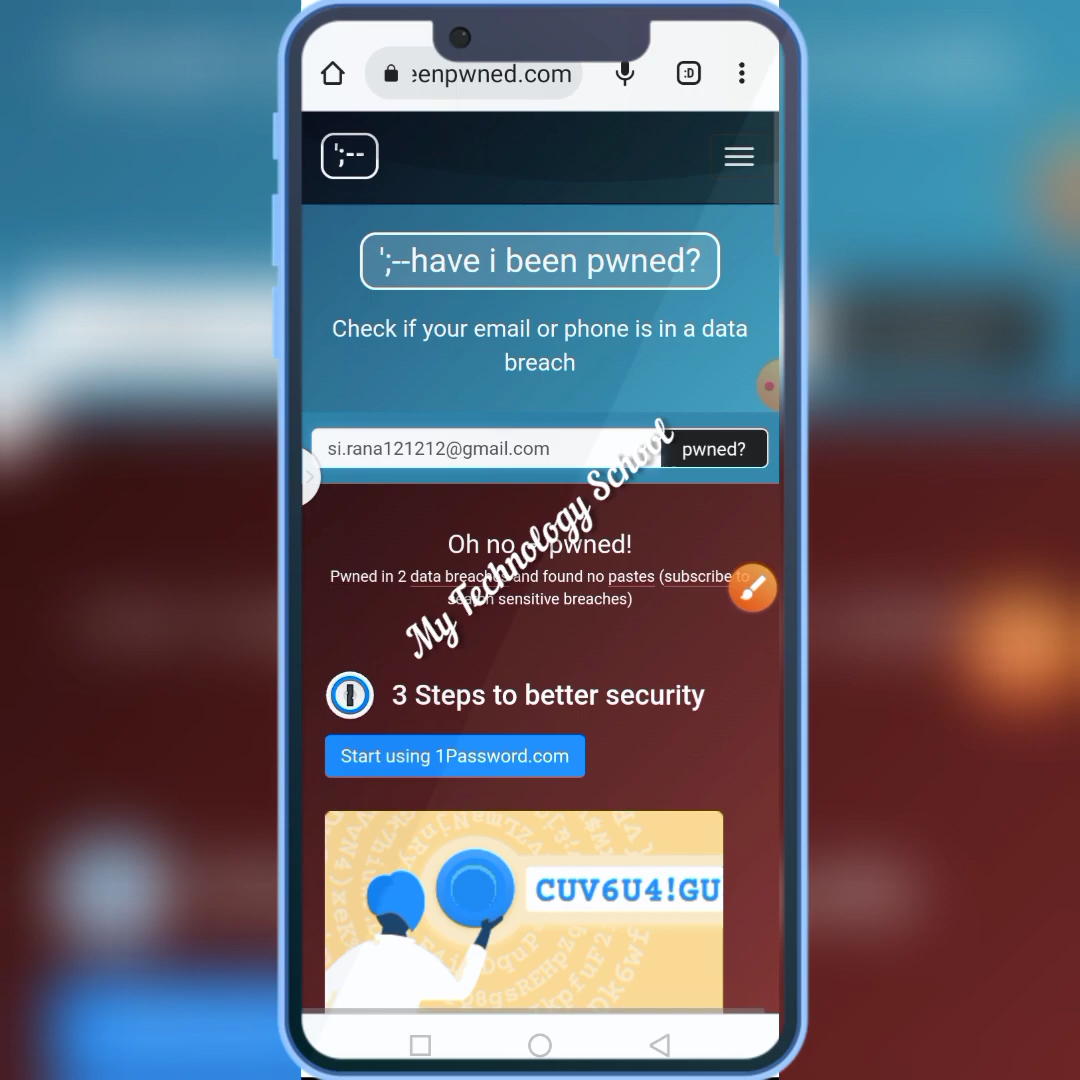 eenpwned.com
:D
';--
';--have i been pwned?
Check if your email or phone is in a data
breach
si.rana121212@gmail.com
pwned?
Oh no pwned!
Pwned in 2 data breaches and found no pastes (subscribe to
search sensitive breaches)
My Technology School
3 Steps to better security
Start using 1Password.com
CUV6U4!GU